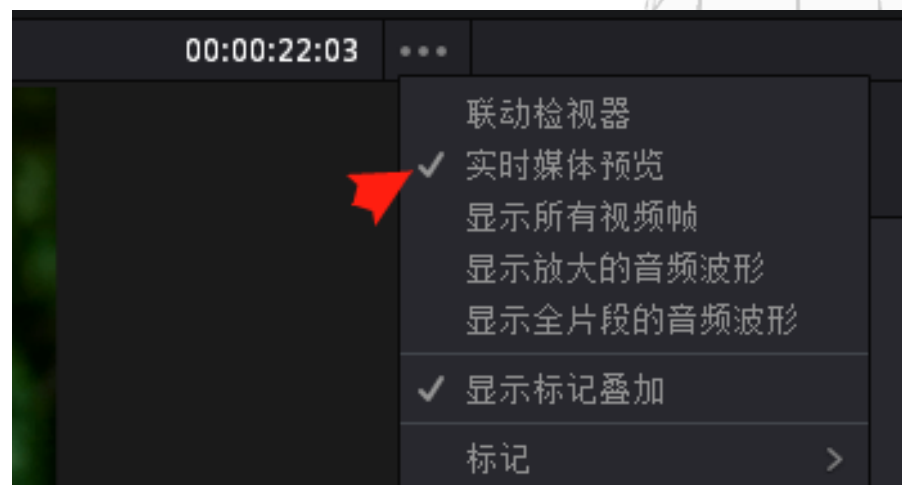 00:00:22:03
联动检视器
实时媒体预览
显示所有视频帧
显示放大的音频波形
显示全片段的音频波形
显示标记叠加
标记